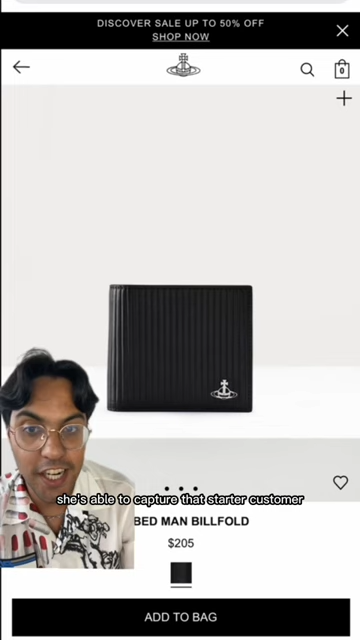 DISCOVER SALE UP TO 50% OFF
SHOP NOW
0
she's able to capture that starter customer
BED MAN BILLFOLD
$205
ADD TO BAG